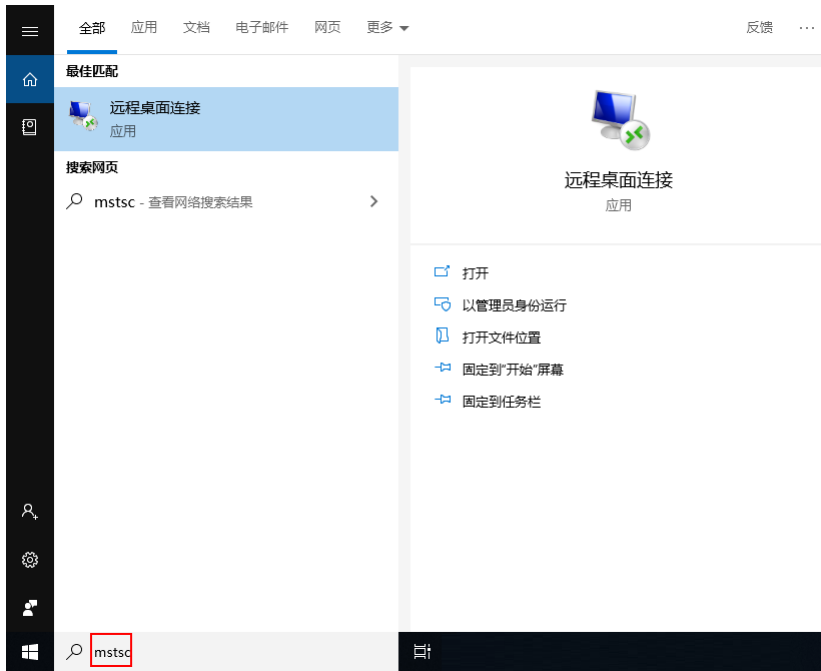 全部 应用 文档 电子邮件 网页 更多 反馈 ...
最佳匹配
远程桌面连接
应用
搜索网页
mstsc - 查看网络搜索结果
远程桌面连接
应用
打开
以管理员身份运行
打开文件位置
固定到"开始"屏幕
固定到任务栏
mstsc